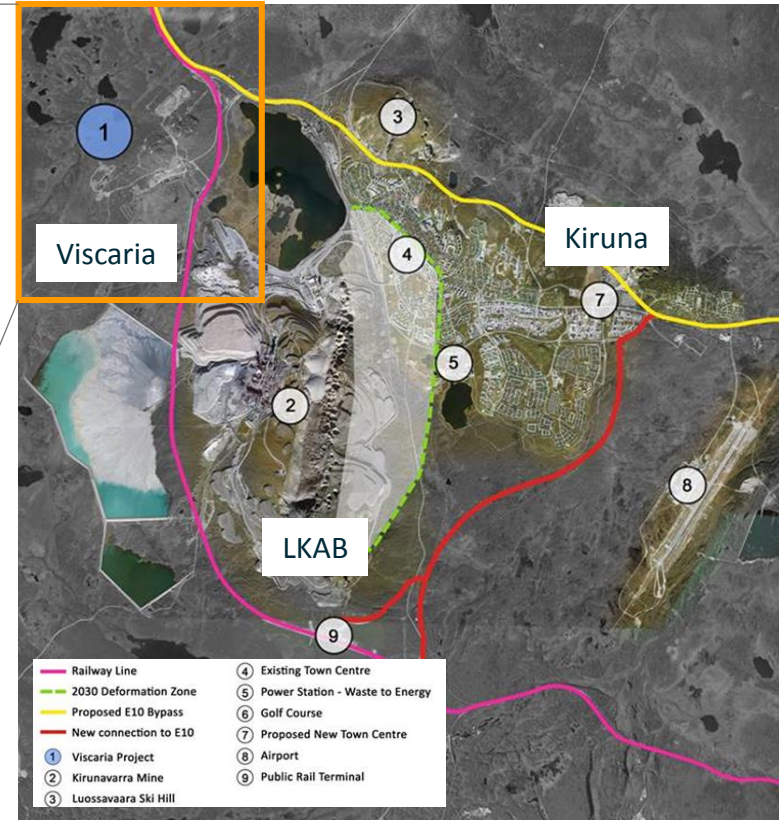 1
3
Viscaria
4
Kiruna
7
5
2
8
LKAB
9
Railway Line
2030 Deformation Zone
Proposed E10 Bypass
New connection to E10
1 Viscaria Project
2 Kirunavarra Mine
3 Luossavaara Ski Hill
4 Existing Town Centre
5 Power Station - Waste to Energy
6 Golf Course
7 Proposed New Town Centre
8 Airport
9 Public Rail Terminal